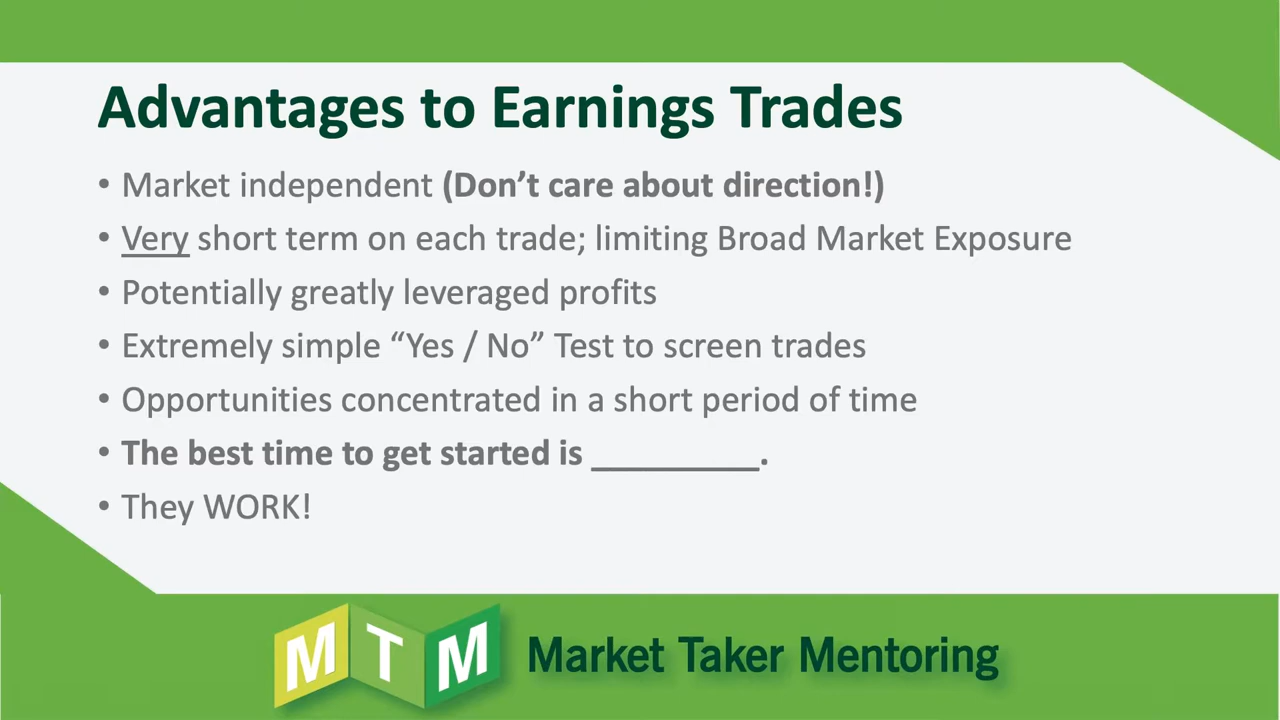 Advantages to Earnings Trades
• Market independent (Don’t care about direction!)
• Very short term on each trade; limiting Broad Market Exposure
• Potentially greatly leveraged profits
• Extremely simple “Yes / No” Test to screen trades
• Opportunities concentrated in a short period of time
• The best time to get started is _________.
• They WORK!
MTM Market Taker Mentoring